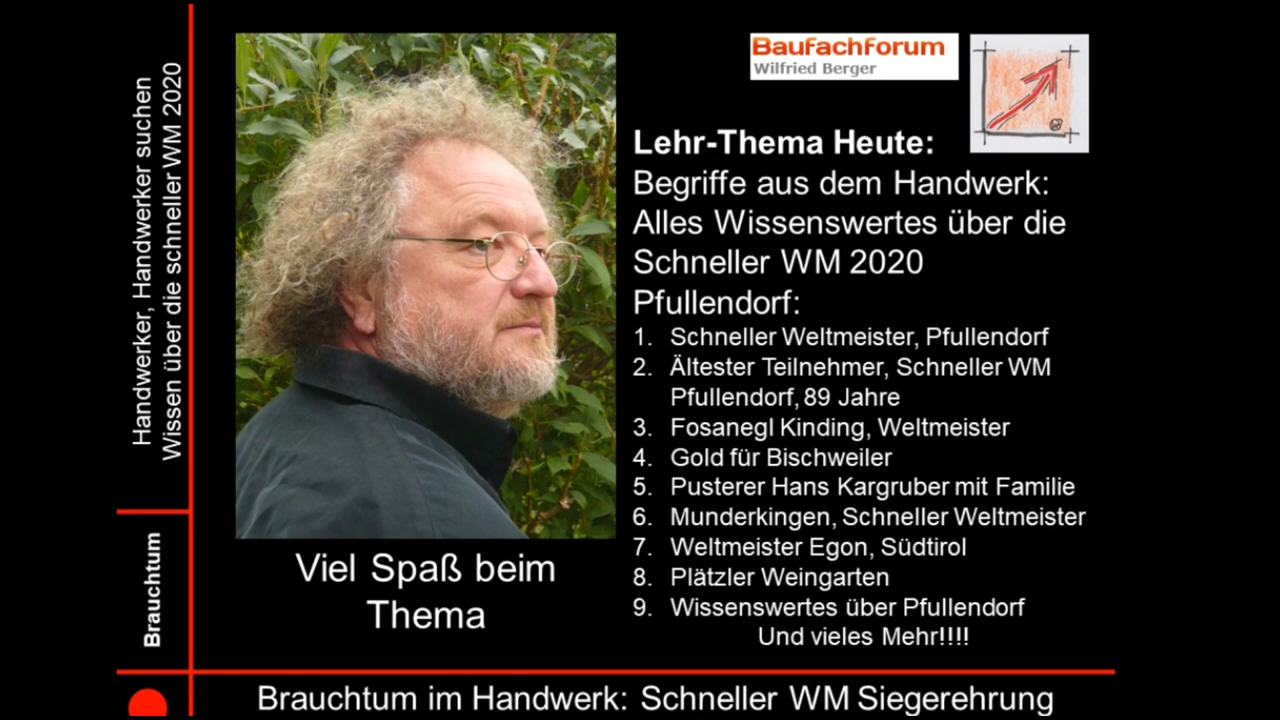 Handwerker, Handwerker suchen
Wissen über die schneller WM 2020
Brauchtum
Baufachforum
Wilfried Berger
Lehr-Thema Heute:
Begriffe aus dem Handwerk:
Alles Wissenswertes über die
Schneller WM 2020
Pfullendorf:
1. Schneller Weltmeister, Pfullendorf
2. Ältester Teilnehmer, Schneller WM
Pfullendorf, 89 Jahre
3. Fosanegl Kinding, Weltmeister
4. Gold für Bischweiler
5. Pusterer Hans Kargruber mit Familie
6. Munderkingen, Schneller Weltmeister
7. Weltmeister Egon, Südtirol
8. Plätzler Weingarten
9. Wissenswertes über Pfullendorf
Und vieles Mehr!!!!
Viel Spaß beim
Thema
Brauchtum im Handwerk: Schneller WM Siegerehrung